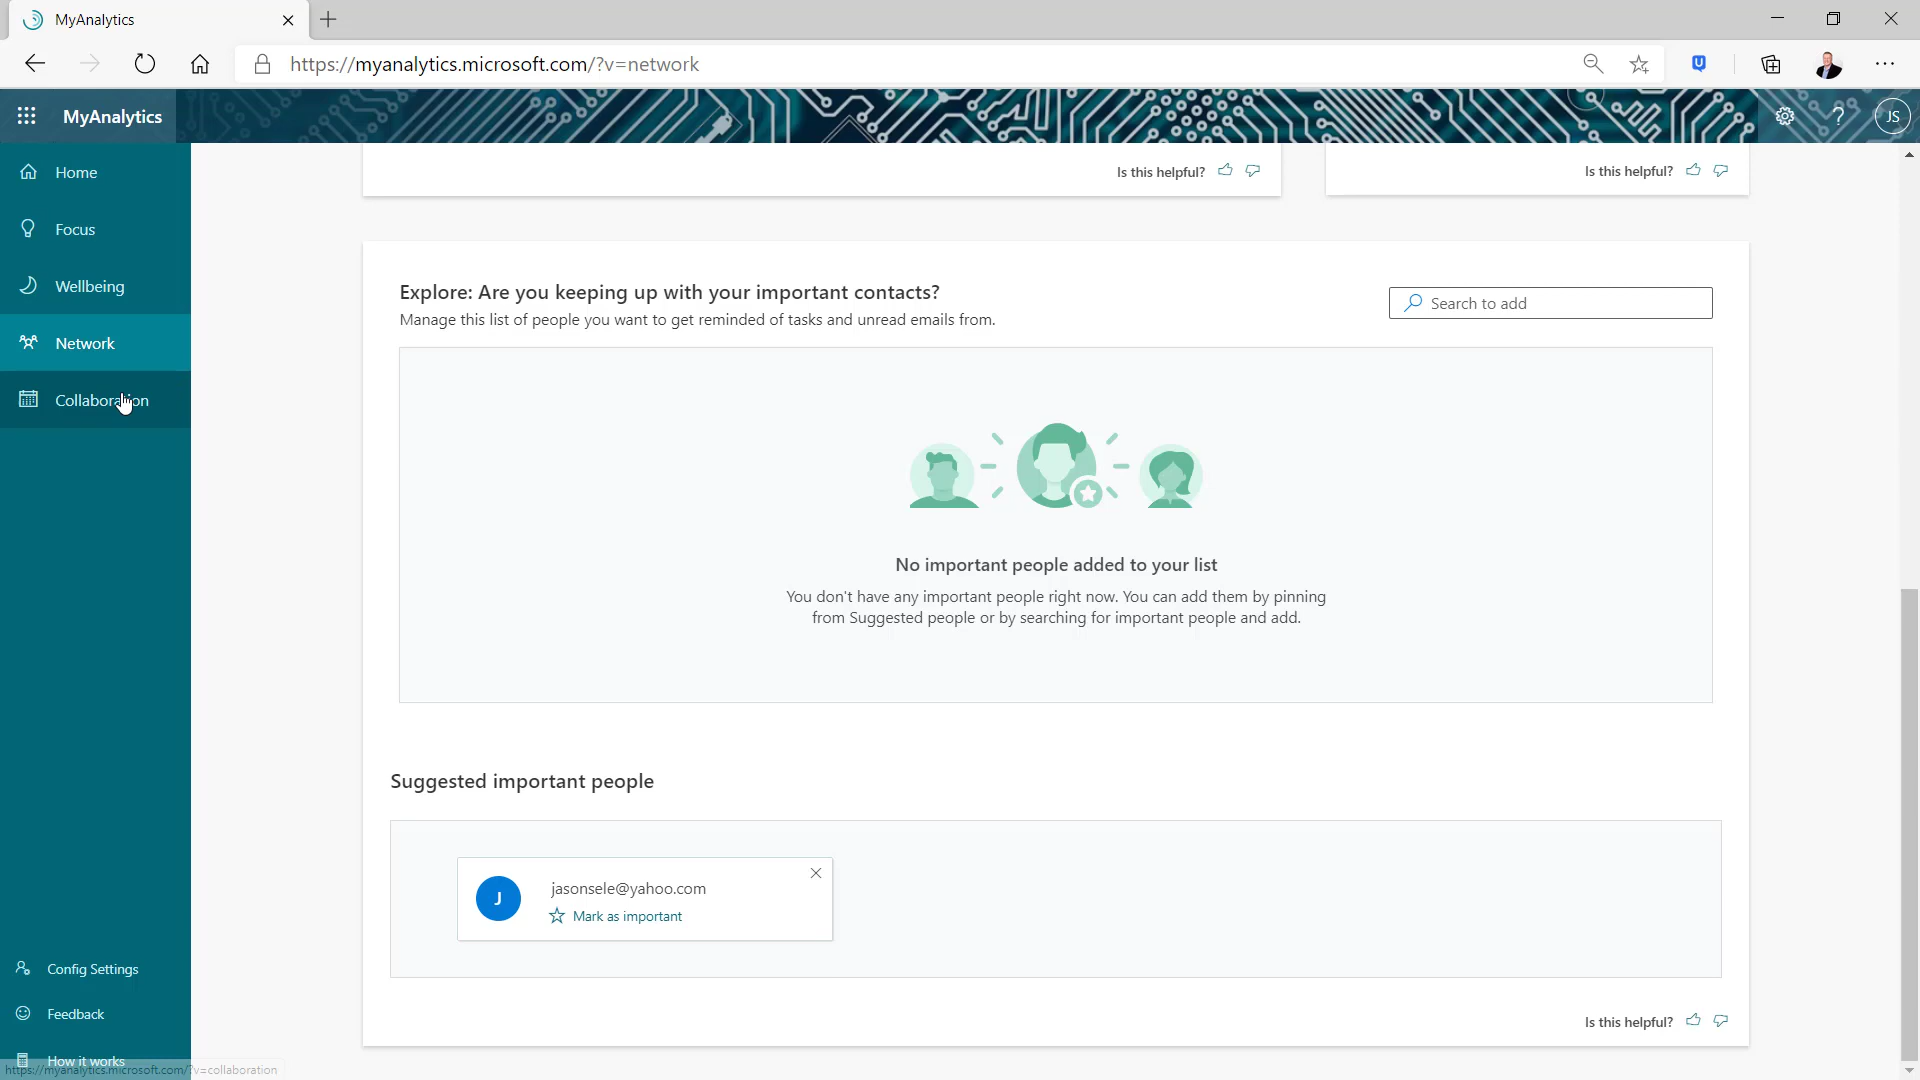 MyAnalytics
https://myanalytics.microsoft.com/?v=network
U
MyAnalytics
?
JS
Home
Focus
Wellbeing
Network
Collaboration
Is this helpful?
Is this helpful?
Explore: Are you keeping up with your important contacts?
Manage this list of people you want to get reminded of tasks and unread emails from.
Search to add
No important people added to your list
You don't have any important people right now. You can add them by pinning
from Suggested people or by searching for important people and add.
Suggested important people
J
jasonsele@yahoo.com
Mark as important
Is this helpful?
Config Settings
Feedback
How it works
https://myanalytics.microsoft.com/?v=collaboration